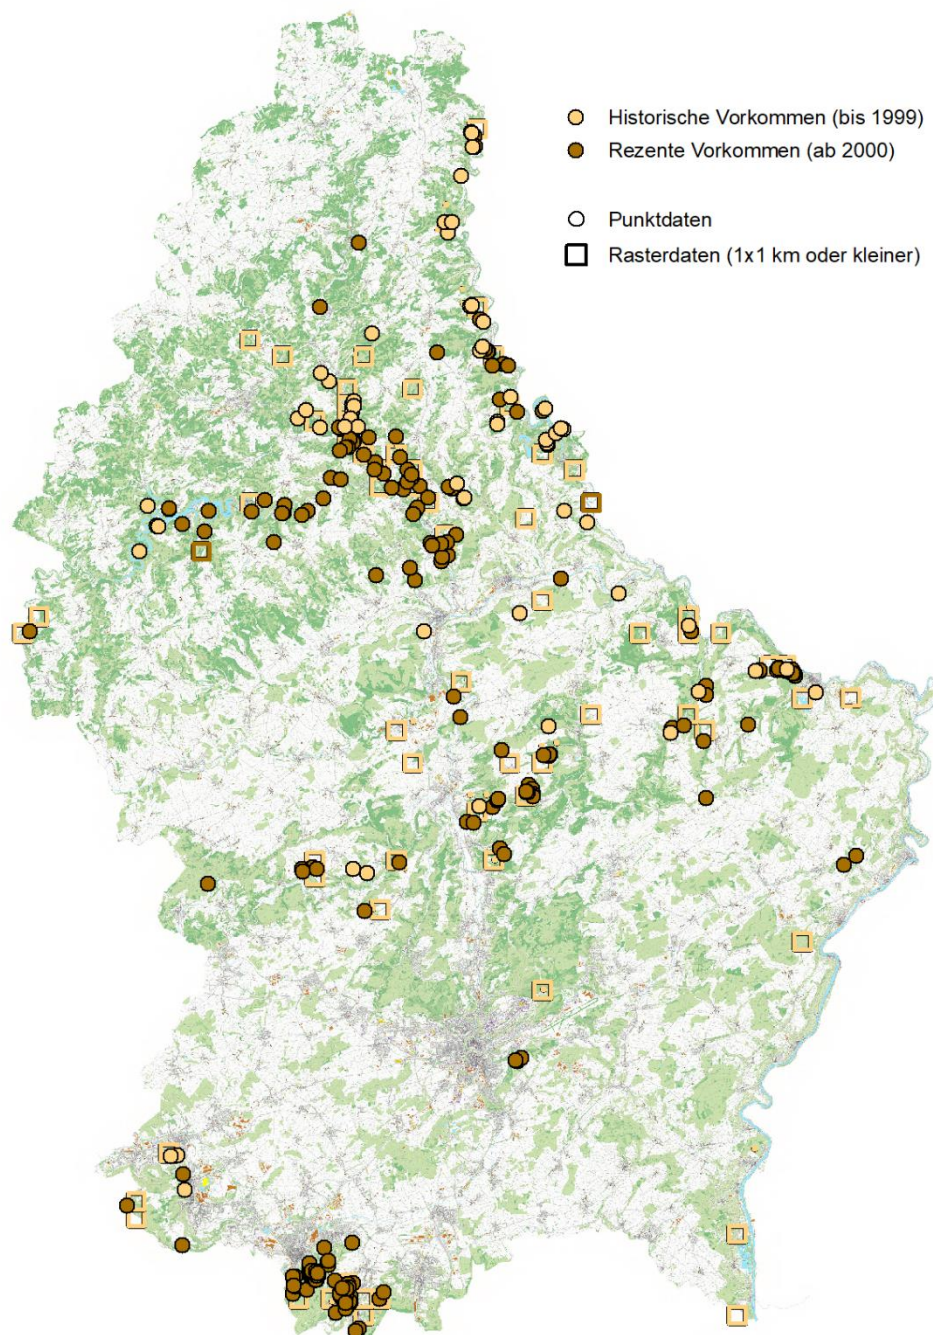 Historische Vorkommen (bis 1999)
Rezente Vorkommen (ab 2000)
Punktdaten
Rasterdaten (1x1 km oder kleiner)